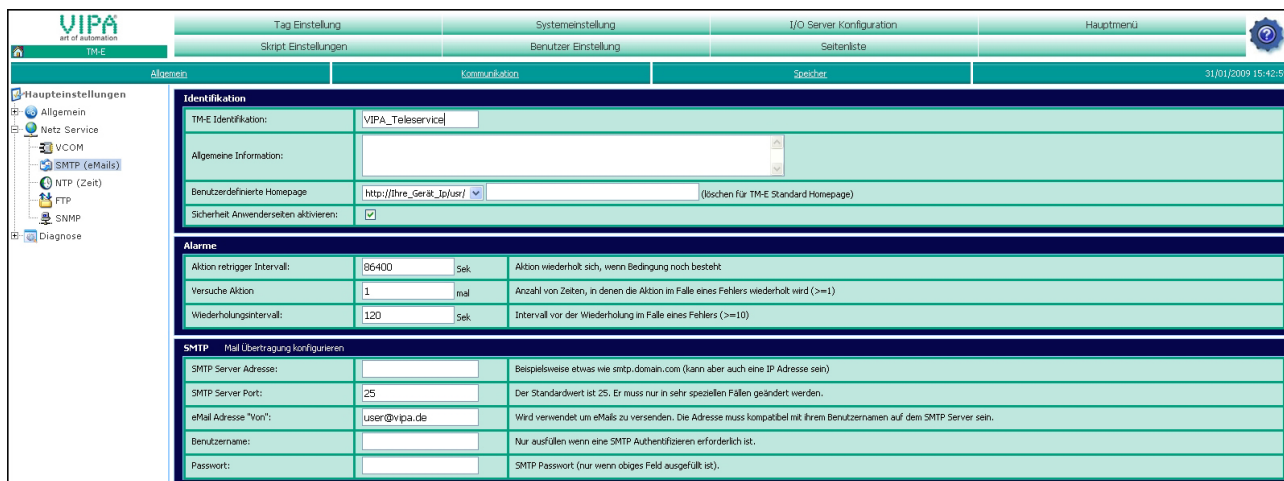 VIPA
art of automation
TM-E
Tag Einstellung
Systemeinstellung
I/O Server Konfiguration
Hauptmenü
Skript Einstellungen
Benutzer Einstellung
Seitenliste
Allgemein
Kommunikation
Speicher
31/01/2009 15:42:5
Haupteinstellungen
Allgemein
Netz Service
VCOM
SMTP (eMails)
NTP (Zeit)
FTP
SNMP
Diagnose
Identifikation
TM-E Identifikation: VIPA_Teleservice
Allgemeine Information:
Benutzerdefinierte Homepage http://Ihre_Gerät_Ip/usr/ (löschen für TM-E Standard Homepage)
Sicherheit Anwenderseiten aktivieren:
Alarme
Aktion retrigger Intervall: 86400 Sek Aktion wiederholt sich, wenn Bedingung noch besteht
Versuche Aktion 1 mal Anzahl von Zeiten, in denen die Aktion im Falle eines Fehlers wiederholt wird (>=1)
Wiederholungsintervall: 120 Sek Intervall vor der Wiederholung im Falle eines Fehlers (>=10)
SMTP Mail Übertragung konfigurieren
SMTP Server Adresse: Beispielsweise etwas wie smtp.domain.com (kann aber auch eine IP Adresse sein)
SMTP Server Port: 25 Der Standardwert ist 25. Er muss nur in sehr speziellen Fällen geändert werden.
eMail Adresse "Von": user@vipa.de Wird verwendet um eMails zu versenden. Die Adresse muss kompatibel mit ihrem Benutzernamen auf dem SMTP Server sein.
Benutzername: Nur ausfüllen wenn eine SMTP Authentifizieren erforderlich ist.
Passwort: SMTP Passwort (nur wenn obiges Feld ausgefüllt ist).